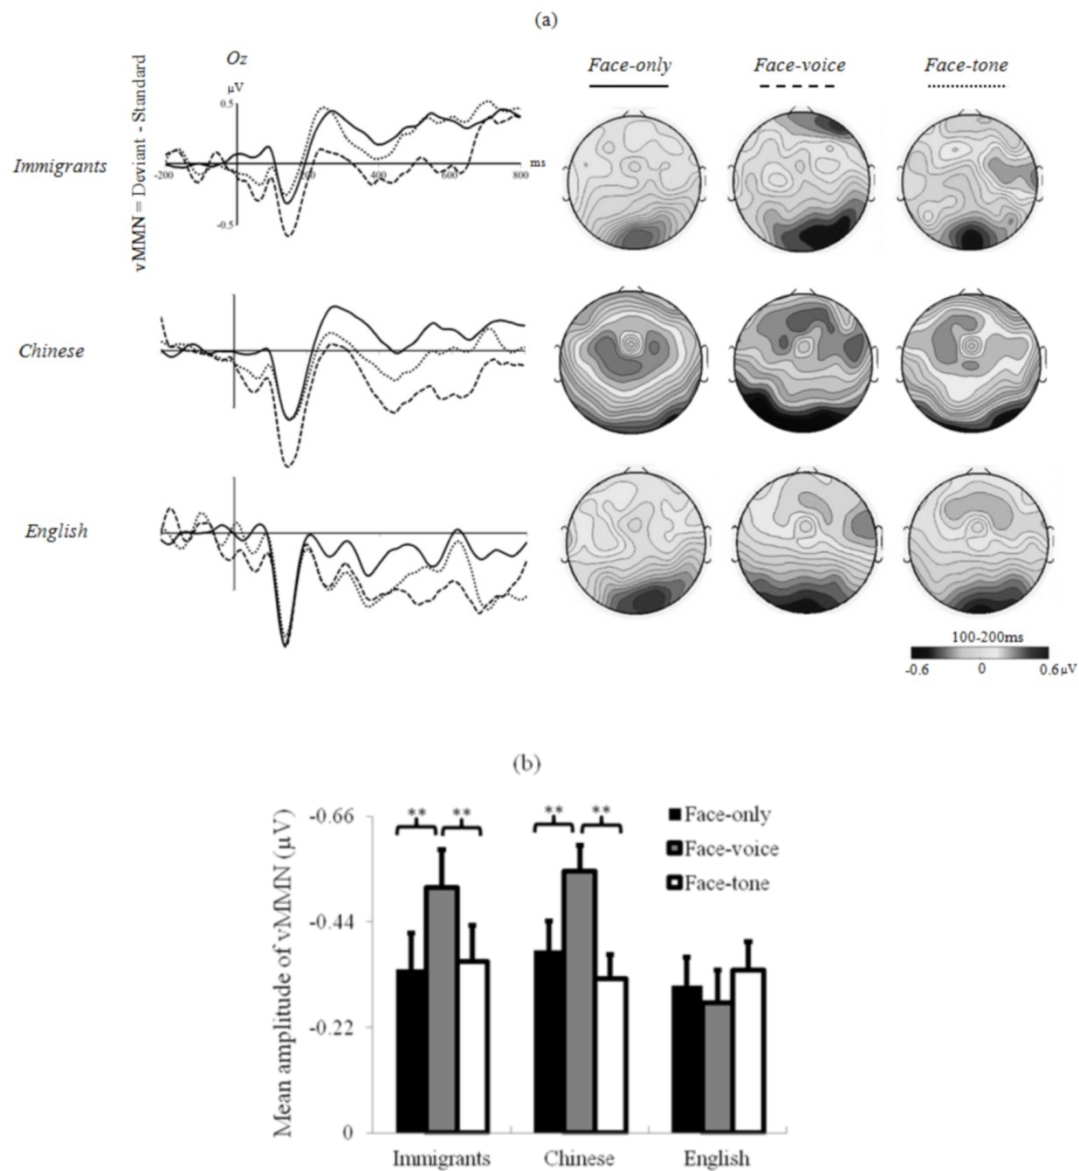 (a)
Oz
μV
0.5
-0.5
-200
200
400
600
800
ms
vMMN = Deviant - Standard
Face-only
Face-voice
Face-tone
Immigrants
Chinese
English
100-200ms
-0.6
0
0.6μV
(b)
Mean amplitude of vMMN (μV)
-0.66
-0.44
-0.22
0
**
**
**
**
Face-only
Face-voice
Face-tone
Immigrants
Chinese
English